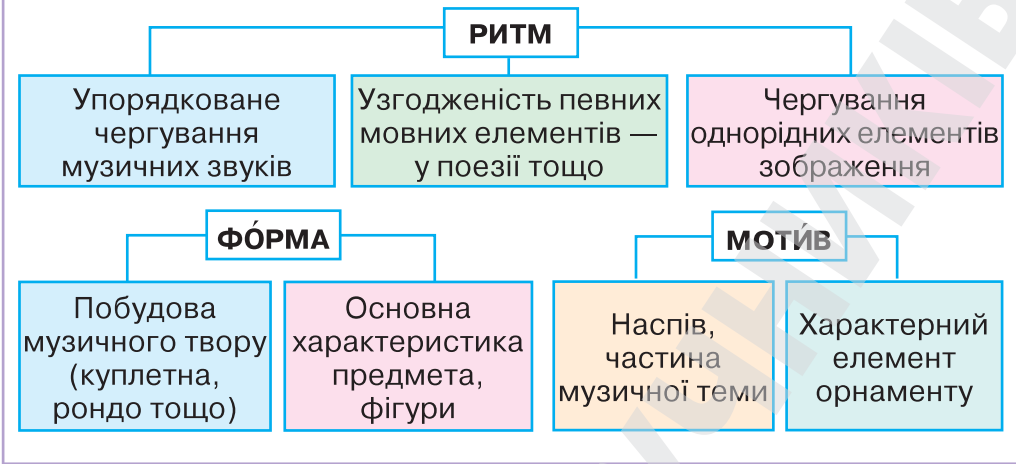 РИТМ
Упорядковане
чергування
музичних звуків
Узгодженість певних
мовних елементів —
у поезії тощо
Чергування
однорідних елементів
зображення
ФО́РМА
Побудова
музичного твору
(куплетна,
рондо тощо)
Основна
характеристика
предмета,
фігури
МОТИ́В
Наспів,
частина
музичної теми
Характерний
елемент
орнаменту